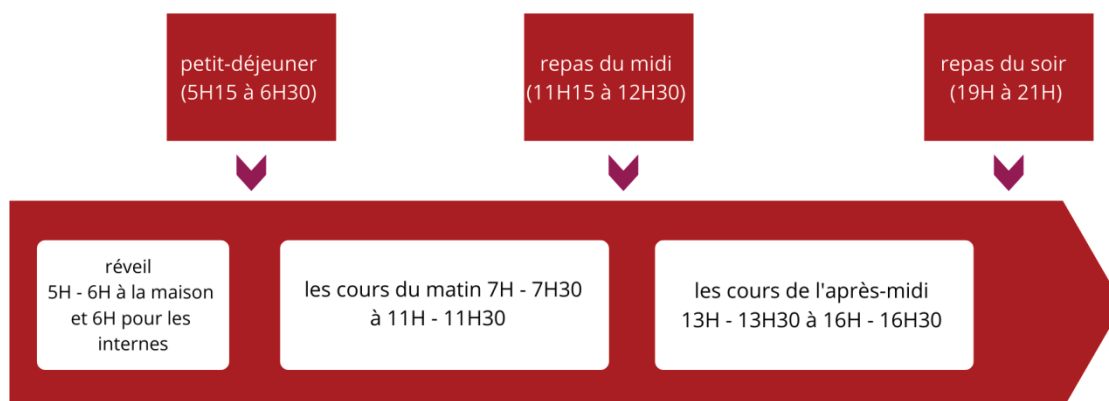 petit-déjeuner
(5H15 à 6H30)
repas du midi
(11H15 à 12H30)
repas du soir
(19H à 21H)
réveil
5H - 6H à la maison
et 6H pour les
internes
les cours du matin 7H - 7H30
à 11H - 11H30
les cours de l'après-midi
13H - 13H30 à 16H - 16H30